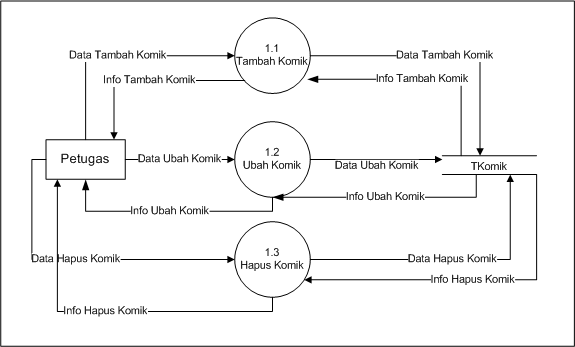 1.1
Data Tambah Komik
Tambah Komik
Data Tambah Komik
Info Tambah Komik
Info Tambah Komik
1.2
Petugas
Data Ubah Komik
Ubah Komik
Data Ubah Komik
TKomik
Info Ubah Komik
Info Ubah Komik
1.3
Data Hapus Komik
Hapus Komik
Data Hapus Komik
Info Hapus Komik
Info Hapus Komik